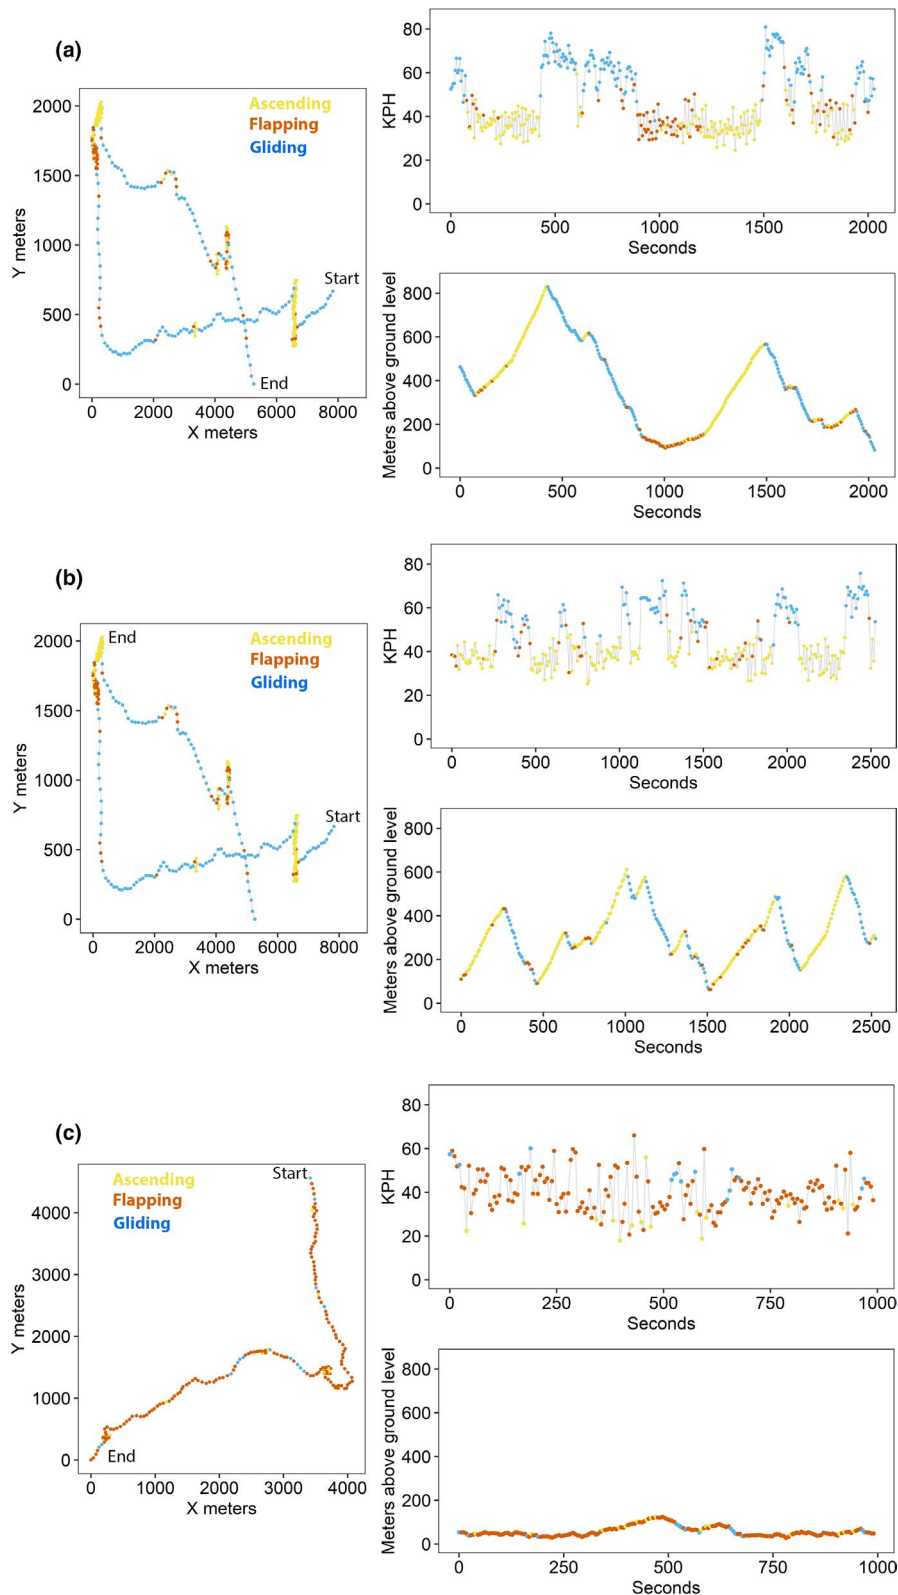 (a)
Ascending
Flapping
Gliding
Start
End
Y meters
2000
1500
1000
500
0
0 2000 4000 6000 8000
X meters
KPH
80
60
40
20
0
0 500 1000 1500 2000
Seconds
Meters above ground level
800
600
400
200
0
0 500 1000 1500 2000
Seconds
(b)
End
Ascending
Flapping
Gliding
Start
Y meters
2000
1500
1000
500
0
0 2000 4000 6000 8000
X meters
KPH
80
60
40
20
0
0 500 1000 1500 2000 2500
Seconds
Meters above ground level
800
600
400
200
0
0 500 1000 1500 2000 2500
Seconds
(c)
Start
Ascending
Flapping
Gliding
End
Y meters
4000
3000
2000
1000
0
0 1000 2000 3000 4000
X meters
KPH
80
60
40
20
0
0 250 500 750 1000
Seconds
Meters above ground level
800
600
400
200
0
0 250 500 750 1000
Seconds